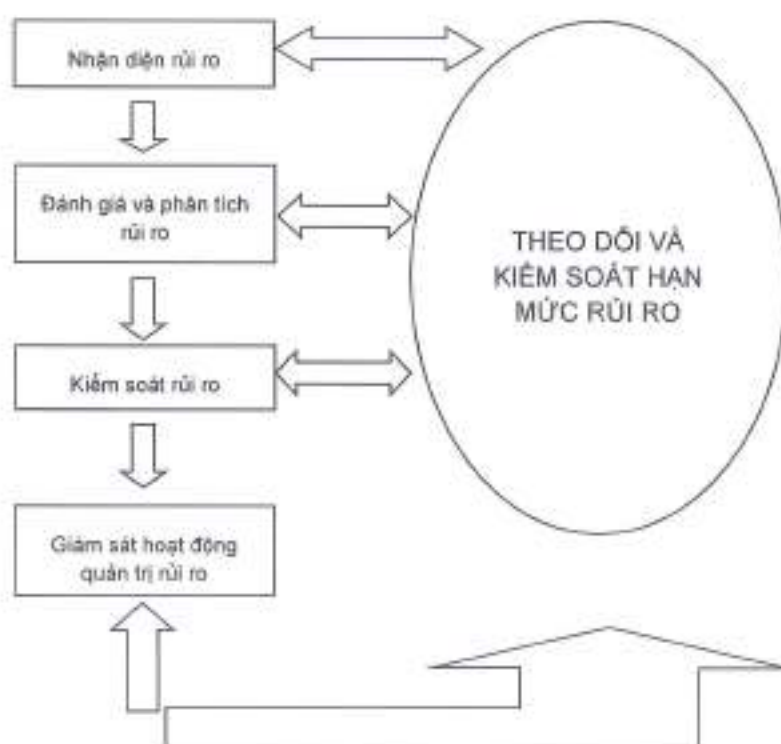 Nhận diện rủi ro
Đánh giá và phân tích
rủi ro
Kiểm soát rủi ro
Giám sát hoạt động
quản trị rủi ro
THEO DÕI VÀ
KIỂM SOÁT HẠN
MỨC RỦI RO